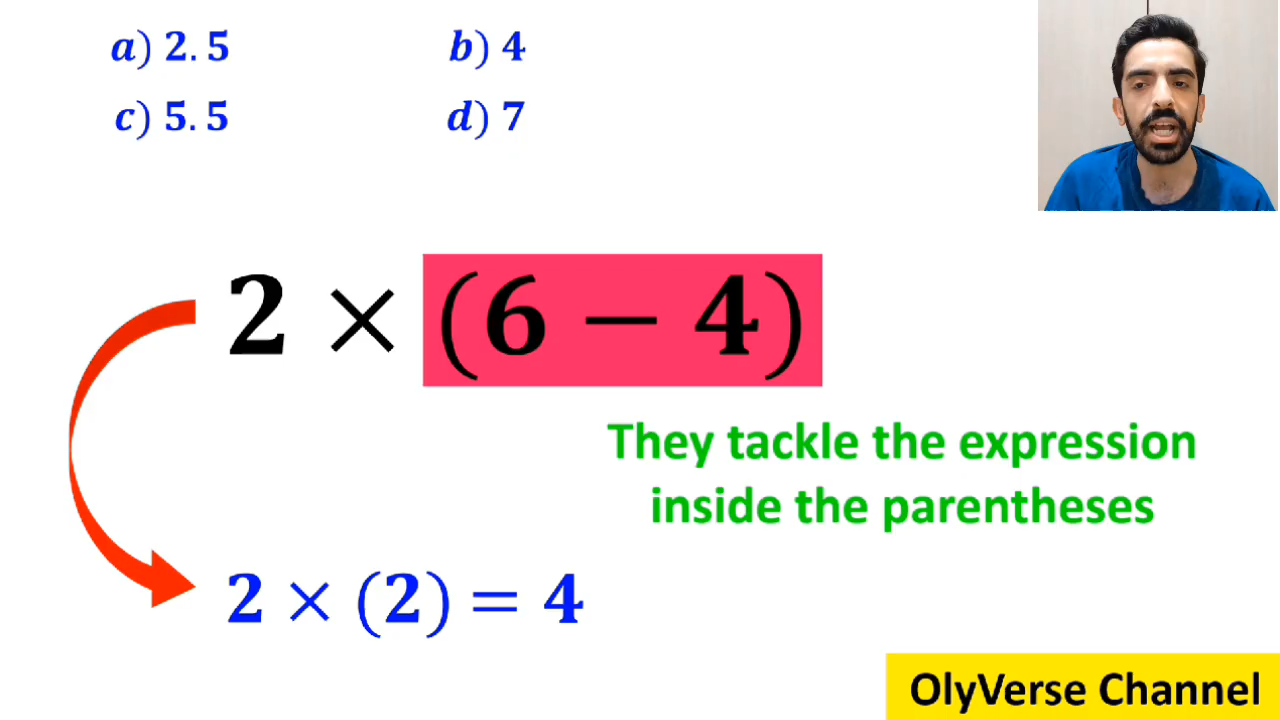 a) 2.5 b) 4
c) 5.5 d) 7
2 × (6 − 4)
They tackle the expression
inside the parentheses
2 × (2) = 4
OlyVerse Channel